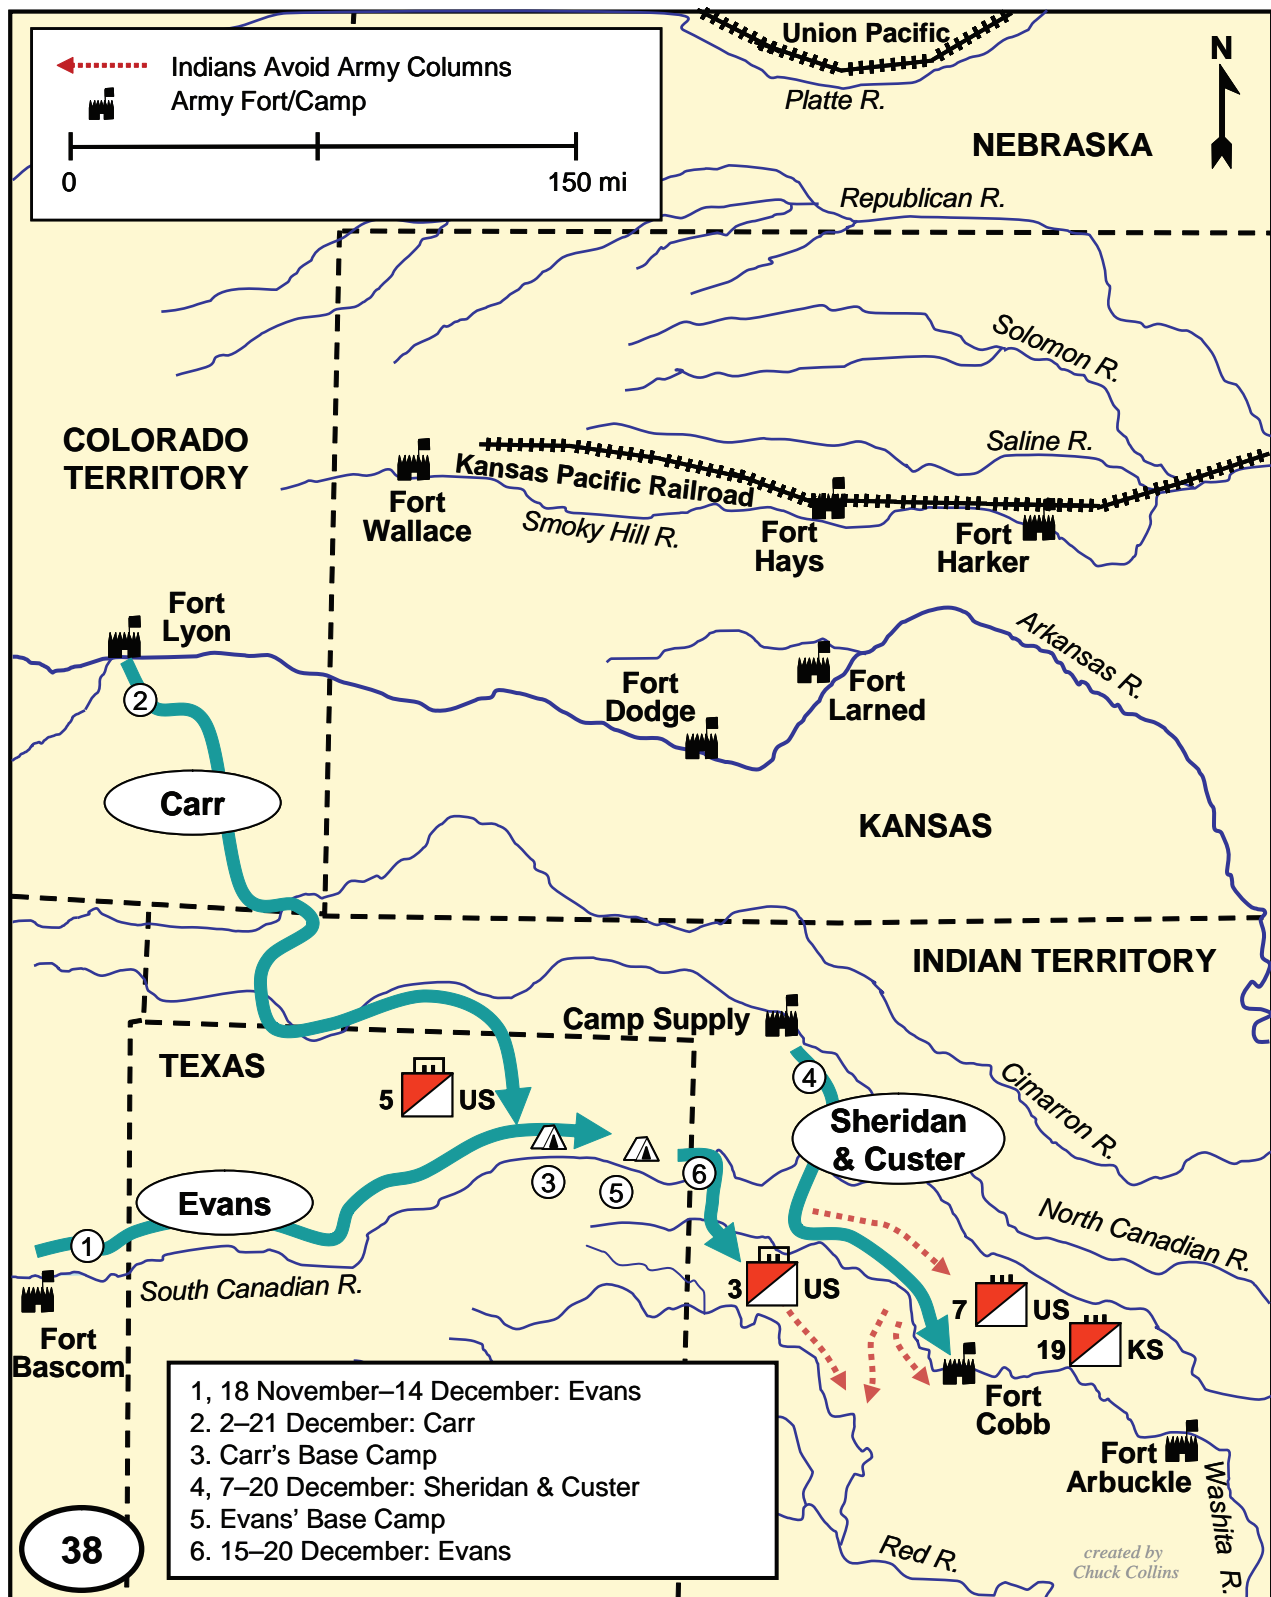 Union Pacific
N
Indians Avoid Army Columns
Army Fort/Camp
0
150 mi
Platte R.
NEBRASKA
Republican R.
Solomon R.
COLORADO
TERRITORY
Saline R.
Kansas Pacific Railroad
Fort
Wallace
Smoky Hill R.
Fort
Hays
Fort
Harker
Fort
Lyon
Arkansas R.
2
Fort
Dodge
Fort
Larned
Carr
KANSAS
INDIAN TERRITORY
Camp Supply
TEXAS
5
US
4
Cimarron R.
Sheridan
& Custer
3
5
6
Evans
1
North Canadian R.
South Canadian R.
3
US
7
US
19
KS
Fort
Bascom
Fort
Cobb
Fort
Arbuckle
Washita R.
1, 18 November–14 December: Evans
2. 2–21 December: Carr
3. Carr's Base Camp
4, 7–20 December: Sheridan & Custer
5. Evans' Base Camp
6. 15–20 December: Evans
38
Red R.
created by
Chuck Collins